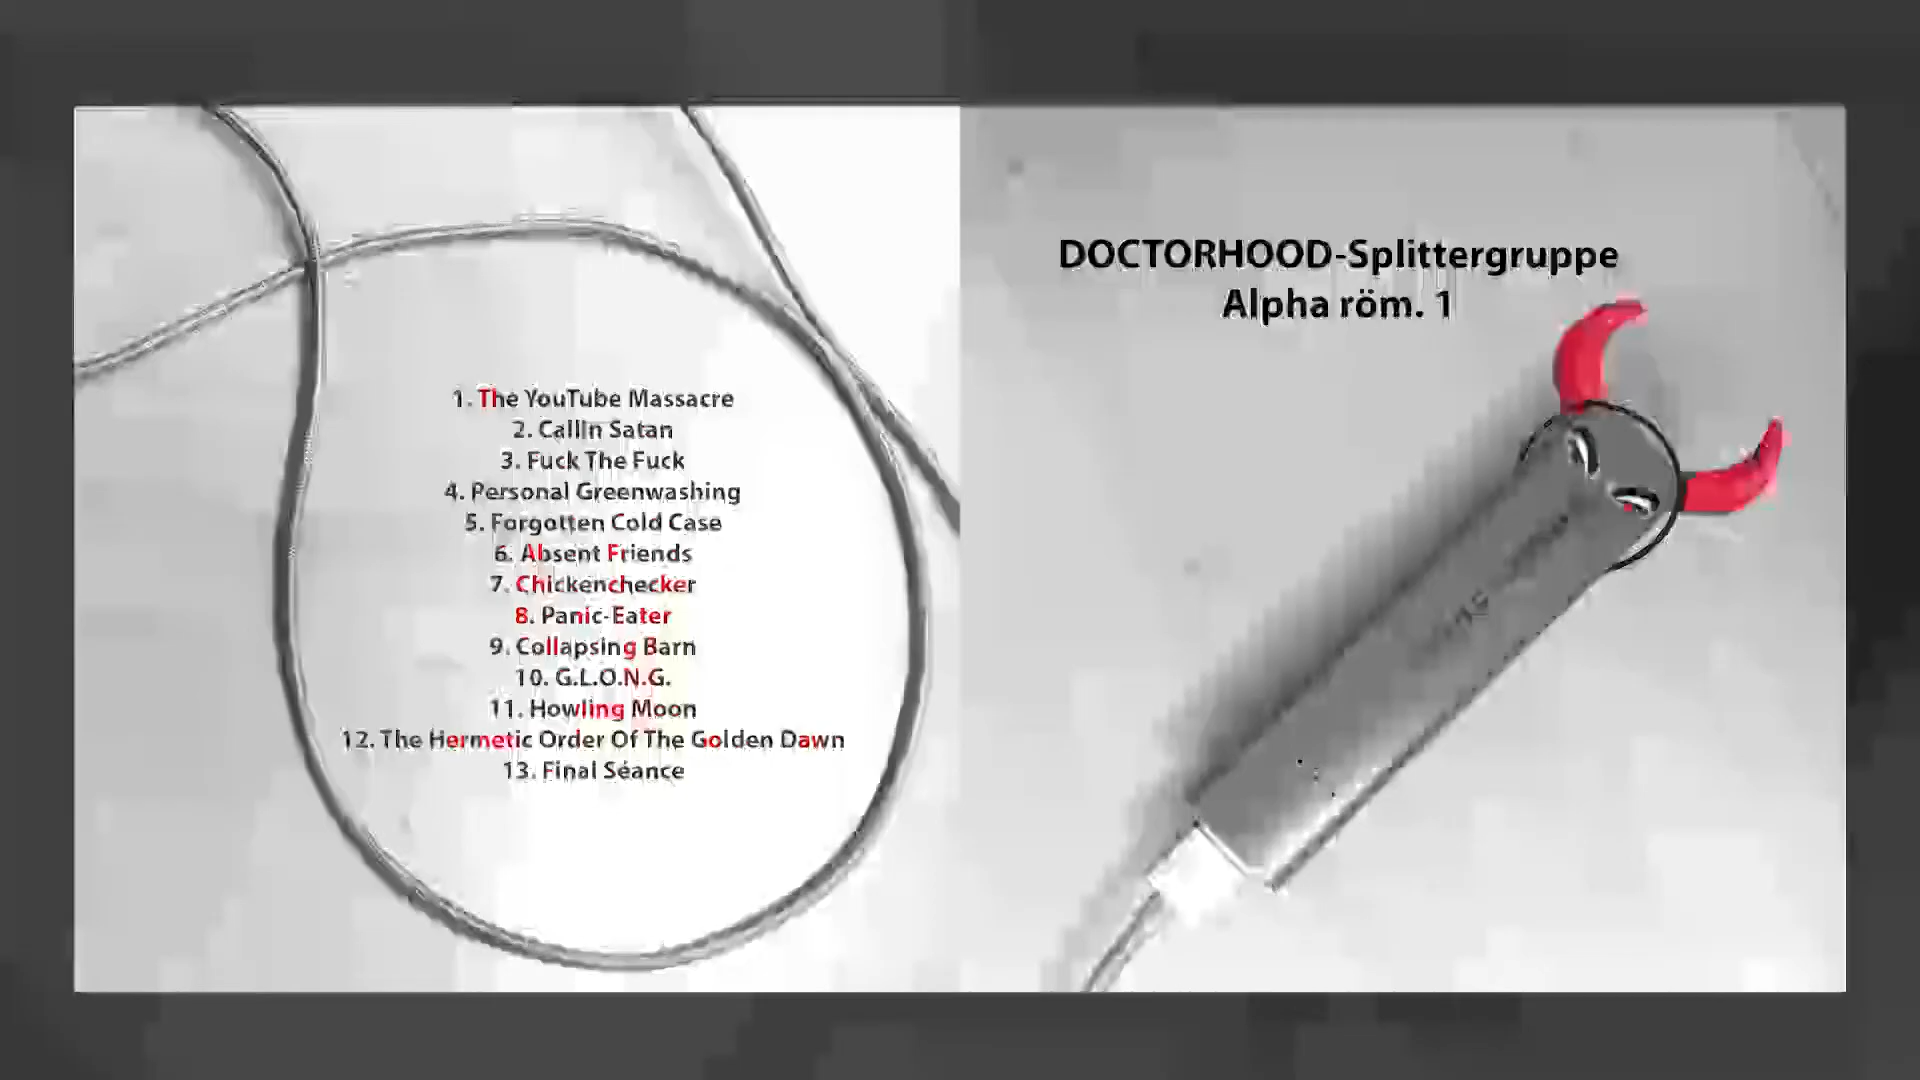 1. The YouTube Massacre
2. CallIn Satan
3. Fuck The Fuck
4. Personal Greenwashing
5. Forgotten Cold Case
6. Absent Friends
7. Chickenchecker
8. Panic-Eater
9. Collapsing Barn
10. G.L.O.N.G.
11. Howling Moon
12. The Hermetic Order Of The Golden Dawn
13. Final Séance
DOCTORHOOD-Splittergruppe
Alpha röm. 1